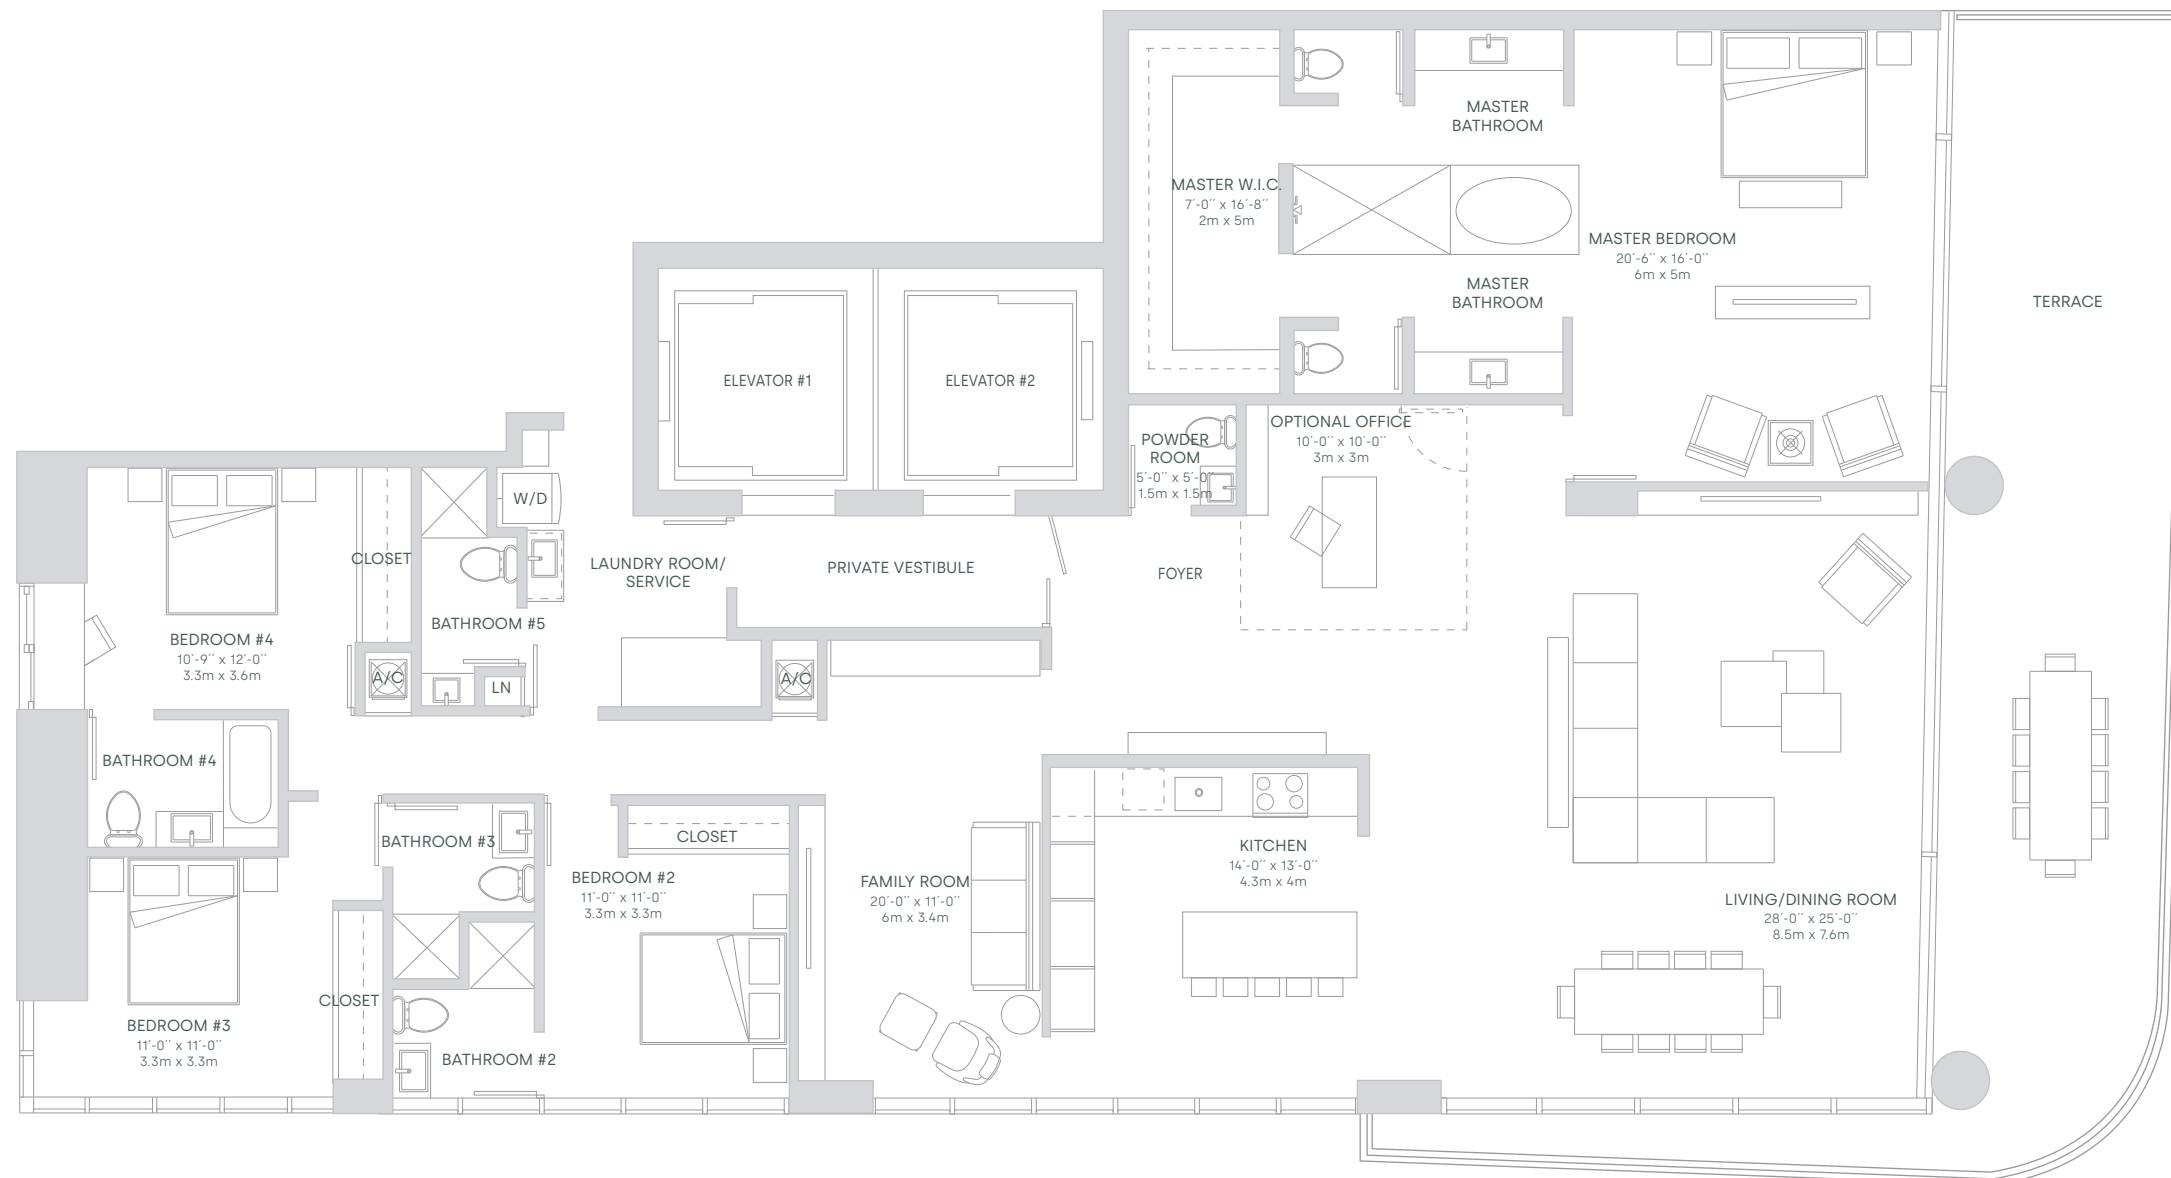 MASTER
BATHROOM
MASTER W.I.C.
7′-0″ x 16′-8″
2m x 5m
MASTER BEDROOM
20′-6″ x 16′-0″
6m x 5m
MASTER
BATHROOM
TERRACE
ELEVATOR #1
ELEVATOR #2
POWDER
ROOM
5′-0″ x 5′-0″
1.5m x 1.5m
OPTIONAL OFFICE
10′-0″ x 10′-0″
3m x 3m
W/D
CLOSET
LAUNDRY ROOM/
SERVICE
PRIVATE VESTIBULE
FOYER
BATHROOM #5
BEDROOM #4
10′-9″ x 12′-0″
3.3m x 3.6m
A/C
LN
A/C
BATHROOM #4
BATHROOM #3
CLOSET
BEDROOM #2
11′-0″ x 11′-0″
3.3m x 3.3m
FAMILY ROOM
20′-0″ x 11′-0″
6m x 3.4m
KITCHEN
14′-0″ x 13′-0″
4.3m x 4m
LIVING/DINING ROOM
28′-0″ x 25′-0″
8.5m x 7.6m
CLOSET
BEDROOM #3
11′-0″ x 11′-0″
3.3m x 3.3m
BATHROOM #2